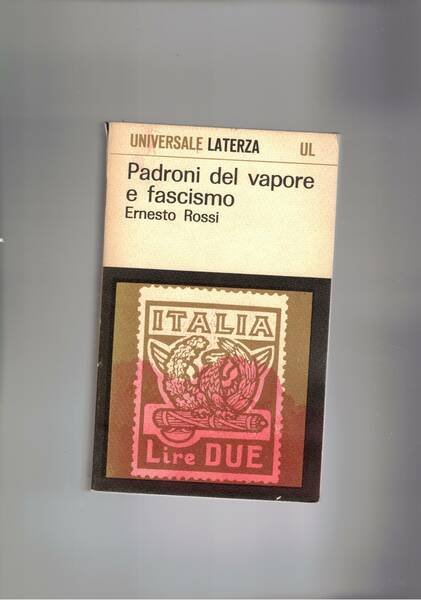 UNIVERSALE LATERZA UL
Padroni del vapore
e fascismo
Ernesto Rossi
ITALIA
Lire DUE